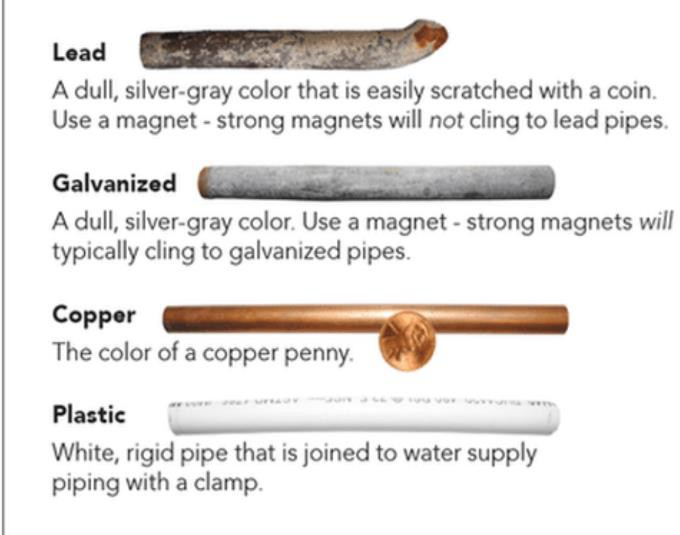 Lead
A dull, silver-gray color that is easily scratched with a coin.
Use a magnet - strong magnets will not cling to lead pipes.
Galvanized
A dull, silver-gray color. Use a magnet - strong magnets will
typically cling to galvanized pipes.
Copper
The color of a copper penny.
Plastic
White, rigid pipe that is joined to water supply
piping with a clamp.